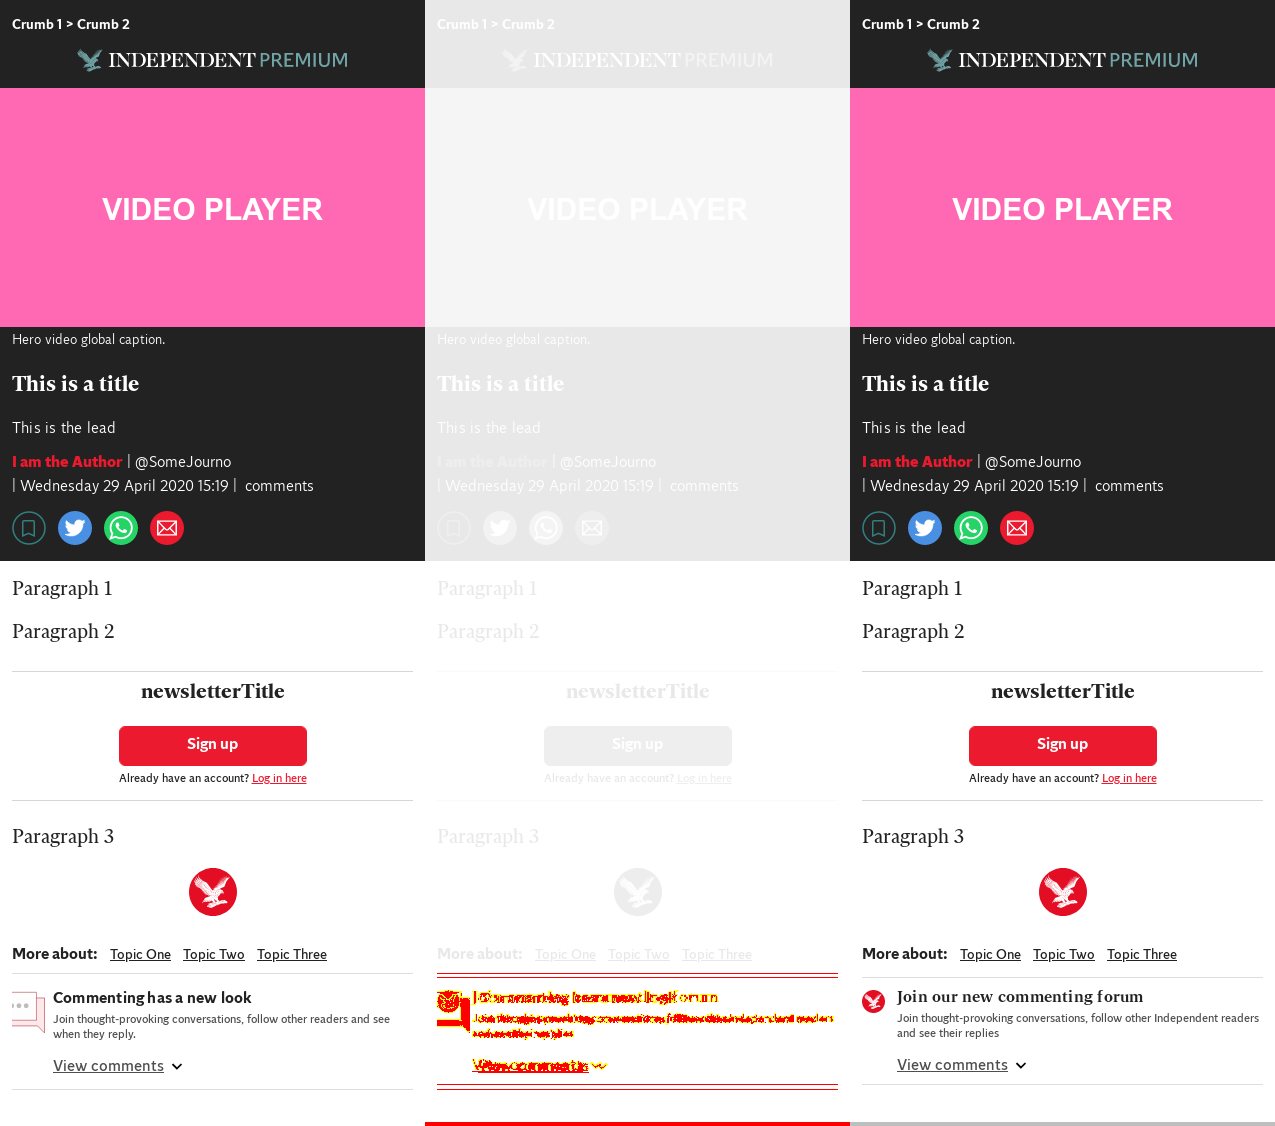 Crumb 1 > Crumb 2
INDEPENDENT PREMIUM
VIDEO PLAYER
Hero video global caption.
This is a title
This is the lead
I am the Author | @SomeJourno
| Wednesday 29 April 2020 15:19 | comments
Paragraph 1
Paragraph 2
newsletterTitle
Sign up
Already have an account? Log in here
Paragraph 3
More about: Topic One Topic Two Topic Three
Commenting has a new look
Join thought-provoking conversations, follow other readers and see
when they reply.
View comments
Crumb 1 > Crumb 2
INDEPENDENT PREMIUM
VIDEO PLAYER
Hero video global caption.
This is a title
This is the lead
I am the Author | @SomeJourno
| Wednesday 29 April 2020 15:19 | comments
Paragraph 1
Paragraph 2
newsletterTitle
Sign up
Already have an account? Log in here
Paragraph 3
More about: Topic One Topic Two Topic Three
Crumb 1 > Crumb 2
INDEPENDENT PREMIUM
VIDEO PLAYER
Hero video global caption.
This is a title
This is the lead
I am the Author | @SomeJourno
| Wednesday 29 April 2020 15:19 | comments
Paragraph 1
Paragraph 2
newsletterTitle
Sign up
Already have an account? Log in here
Paragraph 3
More about: Topic One Topic Two Topic Three
Join our new commenting forum
Join thought-provoking conversations, follow other Independent readers
and see their replies
View comments